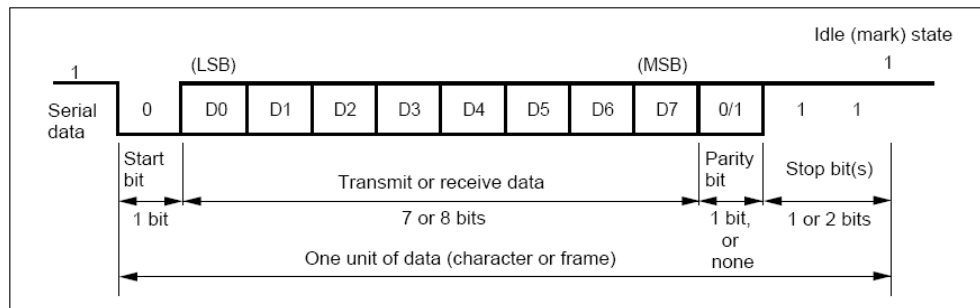 Idle (mark) state
1 (LSB) (MSB) 1
Serial data 0 D0 D1 D2 D3 D4 D5 D6 D7 0/1 1 1
Start bit
Transmit or receive data
Parity bit
Stop bit(s)
1 bit
7 or 8 bits
1 bit, or none
1 or 2 bits
One unit of data (character or frame)